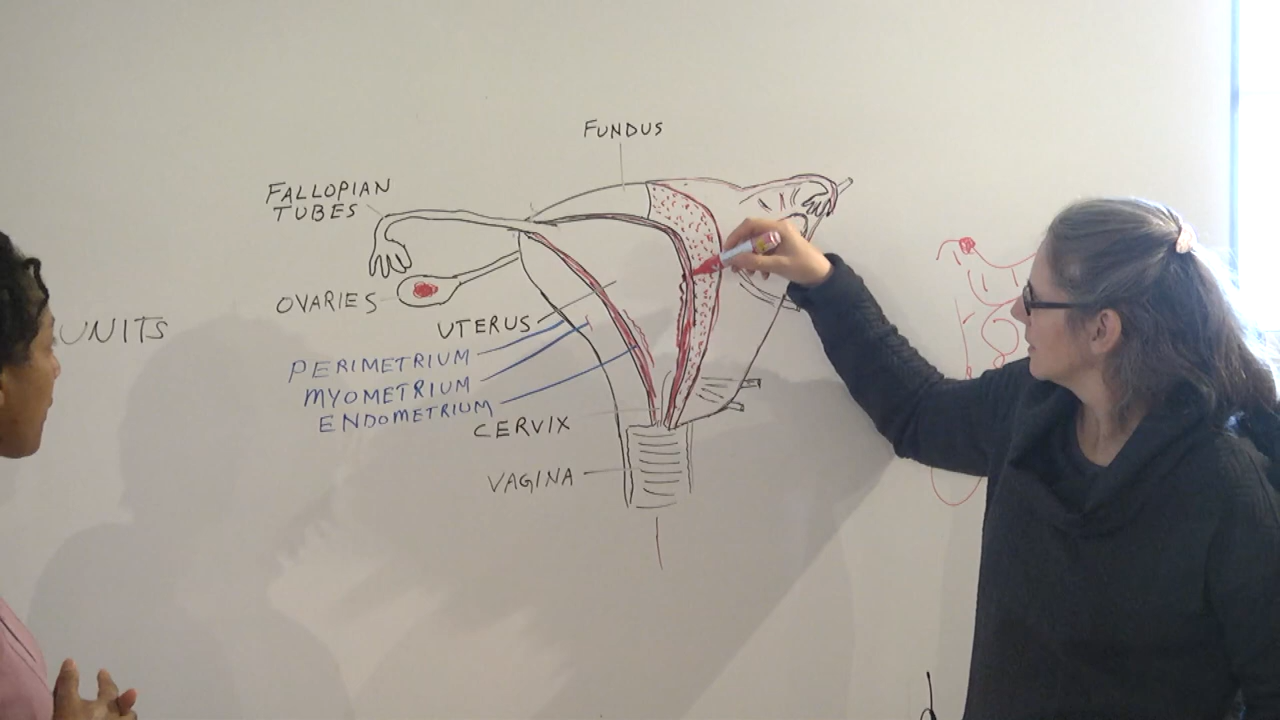 FUNDUS
FALLOPIAN
TUBES
OVARIES
UNITS
UTERUS
PERIMETRIUM
MYOMETRIUM
ENDOMETRIUM
CERVIX
VAGINA